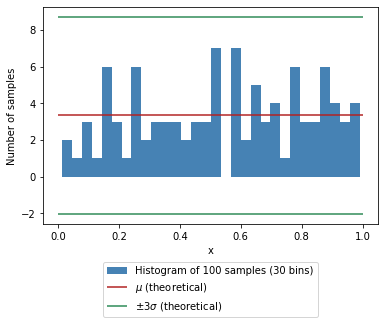 8
6
4
2
0
−2
Number of samples
0.0 0.2 0.4 0.6 0.8 1.0
x
Histogram of 100 samples (30 bins)
μ (theoretical)
±3σ (theoretical)